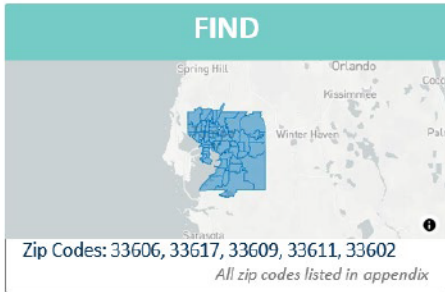 FIND
Spring Hill
Orlando
Kissimmee
Winter Haven
Sarasota
Zip Codes: 33606, 33617, 33609, 33611, 33602
All zip codes listed in appendix